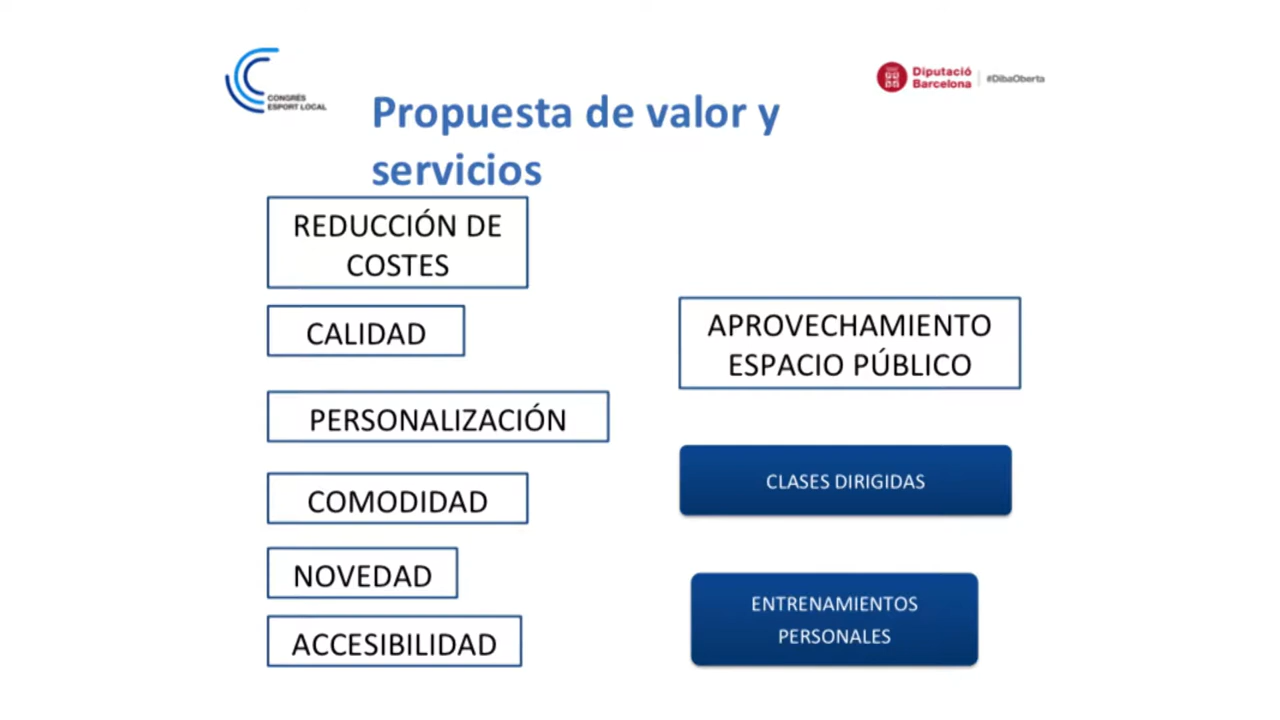 CONGRÉS
ESPORT LOCAL
Diputació
Barcelona
#DibaOberta
Propuesta de valor y
servicios
REDUCCIÓN DE
COSTES
CALIDAD
PERSONALIZACIÓN
COMODIDAD
NOVEDAD
ACCESIBILIDAD
APROVECHAMIENTO
ESPACIO PÚBLICO
CLASES DIRIGIDAS
ENTRENAMIENTOS
PERSONALES